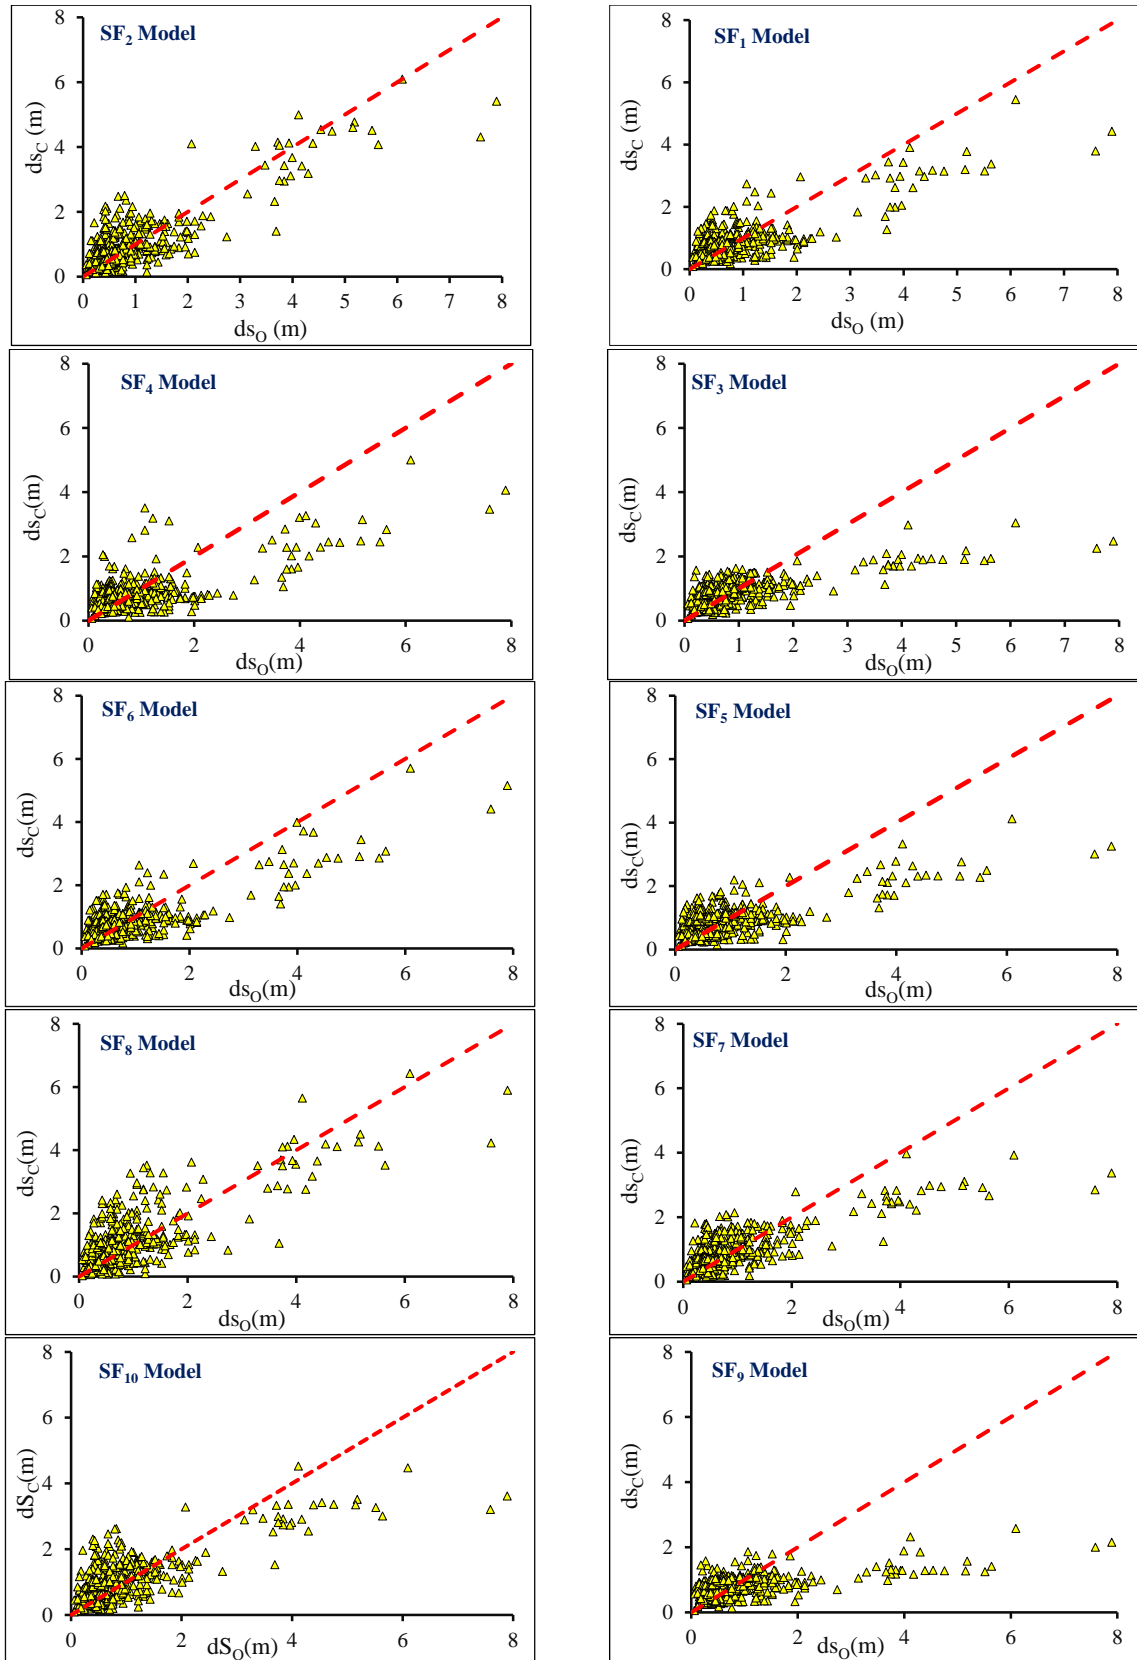 SF2 Model
8
6
4
2
0
0 1 2 3 4 5 6 7 8
dsC (m)
dsO (m)
SF1 Model
8
6
4
2
0
0 1 2 3 4 5 6 7 8
dsC (m)
dsO (m)
SF4 Model
8
6
4
2
0
0 2 4 6 8
dsC(m)
dsO(m)
SF3 Model
8
6
4
2
0
0 1 2 3 4 5 6 7 8
dsC(m)
dsO(m)
SF6 Model
8
6
4
2
0
0 2 4 6 8
dsC(m)
dsO(m)
SF5 Model
8
6
4
2
0
0 2 4 6 8
dsC(m)
dsO(m)
SF8 Model
8
6
4
2
0
0 2 4 6 8
dsC(m)
dsO(m)
SF7 Model
8
6
4
2
0
0 2 4 6 8
dsC(m)
dsO(m)
SF10 Model
8
6
4
2
0
0 2 4 6 8
dSC(m)
dSO(m)
SF9 Model
8
6
4
2
0
0 2 4 6 8
dsC(m)
dsO(m)